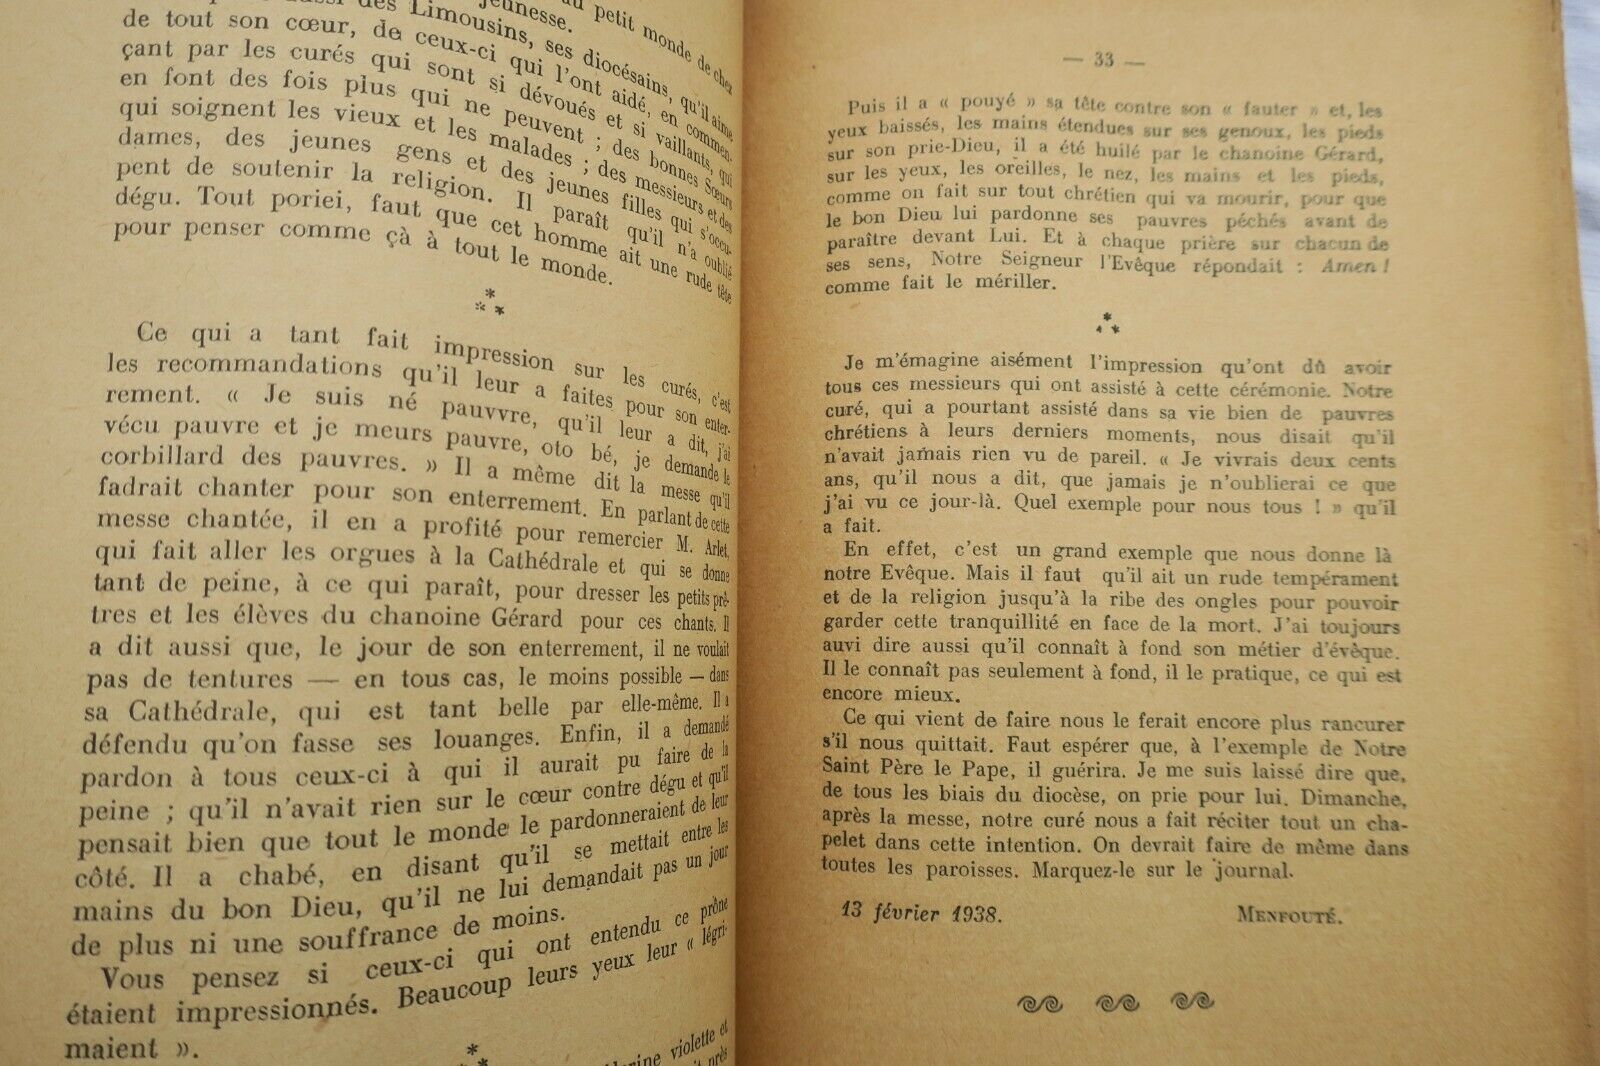 jeunesse. du petit monde de chez
aussi des Limousins, ses diocésains, qu'il aime
de tout son cœur, de ceux-ci qui l'ont aidé, en commen-
çant par les curés qui sont si dévoués et si vaillants, qui
en font des fois plus qui ne peuvent ; des bonnes Sœurs
qui soignent les vieux et les malades ; des messieurs et des
dames, des jeunes gens et des jeunes filles qui s'occu-
pent de soutenir la religion. Il paraît qu'il n'a oublié
dégu. Tout poriei, faut que cet homme ait une rude tête
pour penser comme çà à tout le monde.
* * *
Ce qui a tant fait impression sur les curés, c'est
les recommandations qu'il leur a faites pour son enter-
rement. « Je suis né pauvvre, qu'il leur a dit, j'ai
vécu pauvre et je meurs pauvre, oto bé, je demande le
corbillard des pauvres. » Il a même dit la messe qu'il
fadrait chanter pour son enterrement. En parlant de cette
messe chantée, il en a profité pour remercier M. Arlet,
qui fait aller les orgues à la Cathédrale et qui se donne
tant de peine, à ce qui paraît, pour dresser les petits prê-
tres et les élèves du chanoine Gérard pour ces chants. Il
a dit aussi que, le jour de son enterrement, il ne voulait
pas de tentures — en tous cas, le moins possible — dans
sa Cathédrale, qui est tant belle par elle-même. Il a
défendu qu'on fasse ses louanges. Enfin, il a demandé
pardon à tous ceux-ci à qui il aurait pu faire de la
peine ; qu'il n'avait rien sur le cœur contre dégu et qu'il
pensait bien que tout le monde le pardonneraient de leur
côté. Il a chabé, en disant qu'il se mettait entre les
mains du bon Dieu, qu'il ne lui demandait pas un jour
de plus ni une souffrance de moins.
Vous pensez si ceux-ci qui ont entendu ce prône
étaient impressionnés. Beaucoup leurs yeux leur « légri-
maient ».
*
violette et
près
— 33 —
Puis il a « pouyé » sa tête contre son « fauter » et, les
yeux baissés, les mains étendues sur ses genoux, les pieds
sur son prie-Dieu, il a été huilé par le chanoine Gérard,
sur les yeux, les oreilles, le nez, les mains et les pieds,
comme on fait sur tout chrétien qui va mourir, pour que
le bon Dieu lui pardonne ses pauvres péchés avant de
paraître devant Lui. Et à chaque prière sur chacun de
ses sens, Notre Seigneur l'Evêque répondait : Amen !
comme fait le mériller.
* * *
Je m'émagine aisément l'impression qu'ont dû avoir
tous ces messieurs qui ont assisté à cette cérémonie. Notre
curé, qui a pourtant assisté dans sa vie bien de pauvres
chrétiens à leurs derniers moments, nous disait qu'il
n'avait jamais rien vu de pareil. « Je vivrais deux cents
ans, qu'il nous a dit, que jamais je n'oublierai ce que
j'ai vu ce jour-là. Quel exemple pour nous tous ! » qu'il
a fait.
En effet, c'est un grand exemple que nous donne là
notre Evêque. Mais il faut qu'il ait un rude tempérament
et de la religion jusqu'à la ribe des ongles pour pouvoir
garder cette tranquillité en face de la mort. J'ai toujours
auvi dire aussi qu'il connaît à fond son métier d'évêque.
Il le connaît pas seulement à fond, il le pratique, ce qui est
encore mieux.
Ce qui vient de faire nous le ferait encore plus rancurer
s'il nous quittait. Faut espérer que, à l'exemple de Notre
Saint Père le Pape, il guérira. Je me suis laissé dire que,
de tous les biais du diocèse, on prie pour lui. Dimanche,
après la messe, notre curé nous a fait réciter tout un cha-
pelet dans cette intention. On devrait faire de même dans
toutes les paroisses. Marquez-le sur le journal.
13 février 1938. MENFOUTÉ.